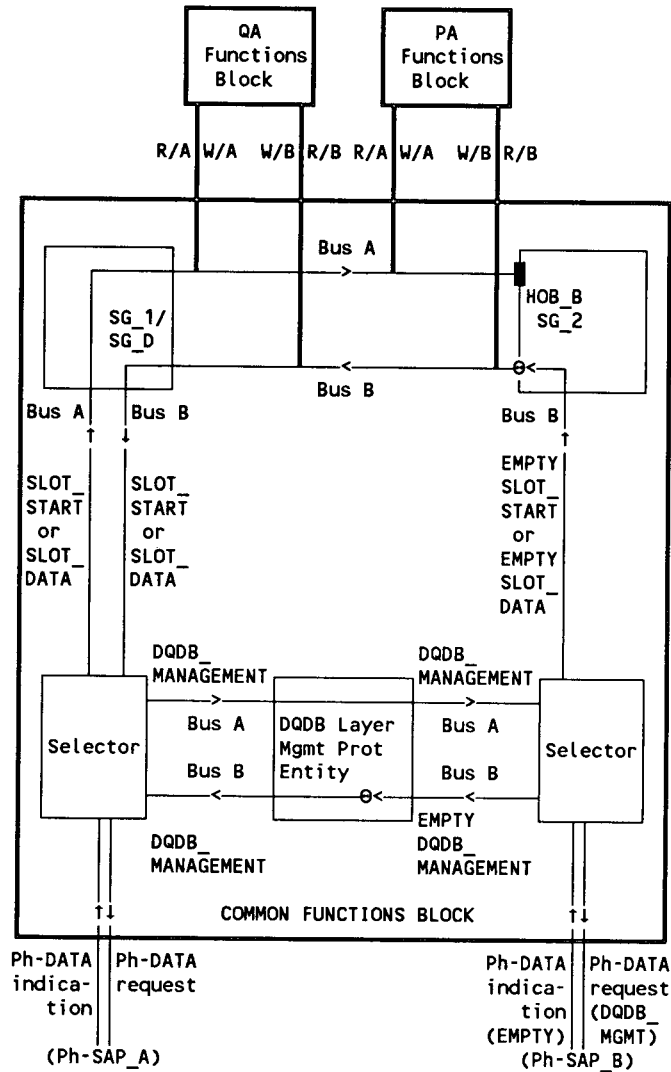 QA
Functions
Block
PA
Functions
Block
R/A W/A W/B R/B R/A W/A W/B R/B
Bus A
SG_1/
SG_D
HOB_B
SG_2
Bus B
Bus A
Bus B
Bus B
SLOT_
START
or
SLOT_
DATA
SLOT_
START
or
SLOT_
DATA
EMPTY
SLOT_
START
or
EMPTY
SLOT_
DATA
DQDB_
MANAGEMENT
DQDB_
MANAGEMENT
Selector
Bus A
Bus B
DQDB Layer
Mgmt Prot
Entity
Bus A
Bus B
Selector
DQDB_
MANAGEMENT
EMPTY
DQDB_
MANAGEMENT
COMMON FUNCTIONS BLOCK
Ph-DATA
indica-
tion
Ph-DATA
request
(Ph-SAP_A)
Ph-DATA
indica-
tion
(EMPTY)
Ph-DATA
request
(DQDB_
MGMT)
(Ph-SAP_B)